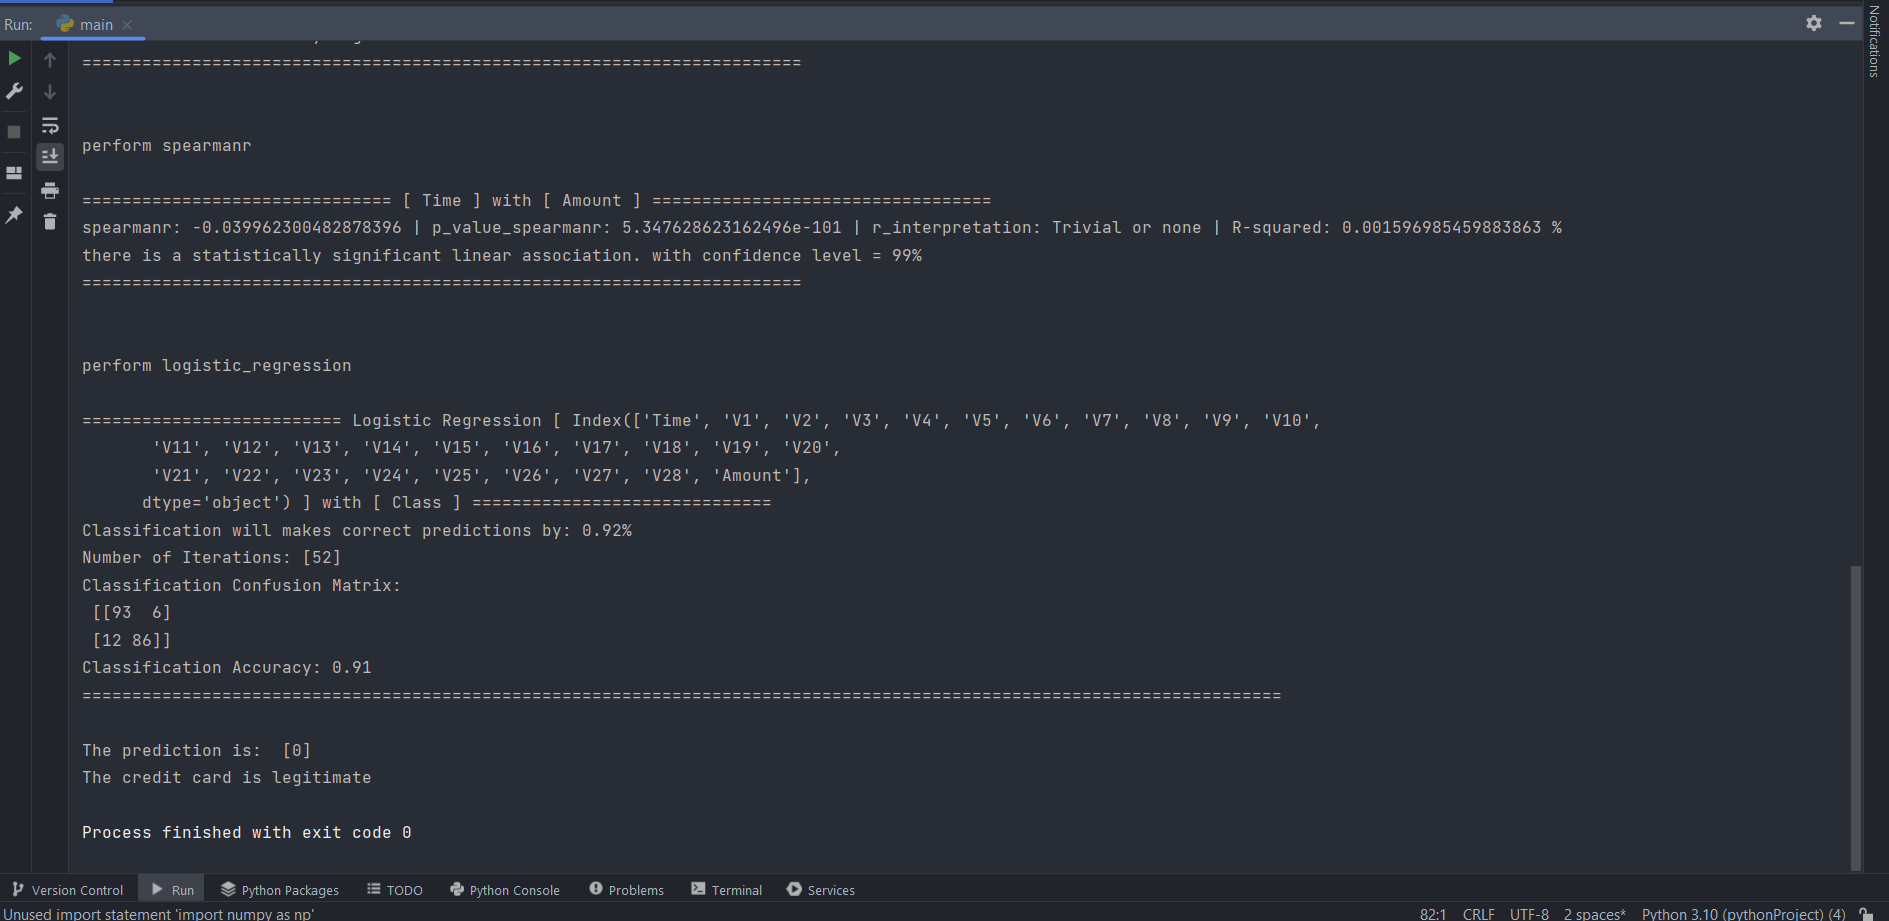 Run: main
Notifications
========================================================================
perform spearmanr
=============================== [ Time ] with [ Amount ] ==================================
spearmanr: -0.039962300482878396 | p_value_spearmanr: 5.347628623162496e-101 | r_interpretation: Trivial or none | R-squared: 0.001596985459883863 %
there is a statistically significant linear association. with confidence level = 99%
========================================================================
perform logistic_regression
========================== Logistic Regression [ Index(['Time', 'V1', 'V2', 'V3', 'V4', 'V5', 'V6', 'V7', 'V8', 'V9', 'V10',
'V11', 'V12', 'V13', 'V14', 'V15', 'V16', 'V17', 'V18', 'V19', 'V20',
'V21', 'V22', 'V23', 'V24', 'V25', 'V26', 'V27', 'V28', 'Amount'],
dtype='object') ] with [ Class ] ==============================
Classification will makes correct predictions by: 0.92%
Number of Iterations: [52]
Classification Confusion Matrix:
[[93  6]
[12 86]]
Classification Accuracy: 0.91
========================================================================================================================
The prediction is:  [0]
The credit card is legitimate
Process finished with exit code 0
Version Control Run Python Packages TODO Python Console Problems Terminal Services
Unused import statement 'import numpy as np' 82:1 CRLF UTF-8 2 spaces* Python 3.10 (pythonProject) (4)